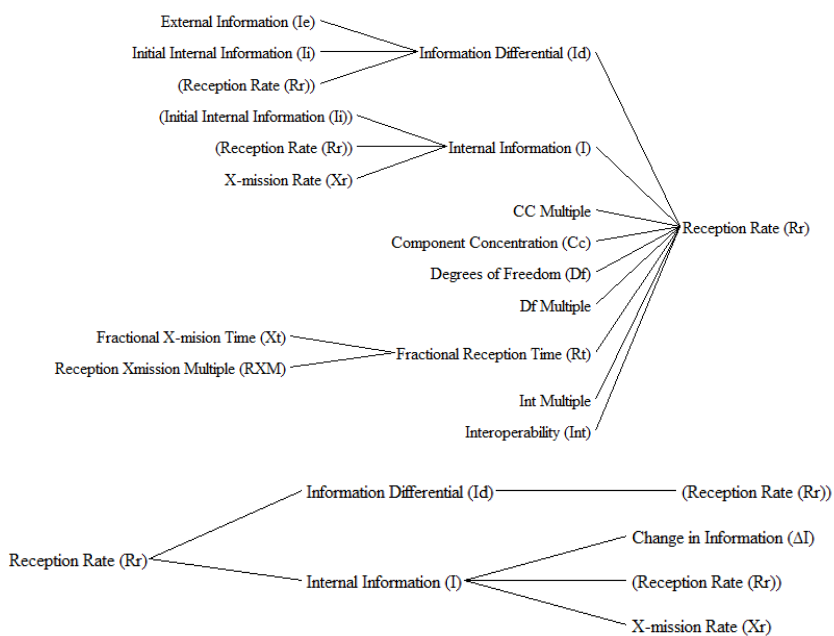 External Information (Ie)
Initial Internal Information (Ii)
Information Differential (Id)
(Reception Rate (Rr))
(Initial Internal Information (Ii))
(Reception Rate (Rr))
Internal Information (I)
X-mission Rate (Xr)
CC Multiple
Reception Rate (Rr)
Component Concentration (Cc)
Degrees of Freedom (Df)
Df Multiple
Fractional X-mision Time (Xt)
Fractional Reception Time (Rt)
Reception Xmission Multiple (RXM)
Int Multiple
Interoperability (Int)
Information Differential (Id)
(Reception Rate (Rr))
Change in Information (ΔI)
Reception Rate (Rr)
Internal Information (I)
(Reception Rate (Rr))
X-mission Rate (Xr)